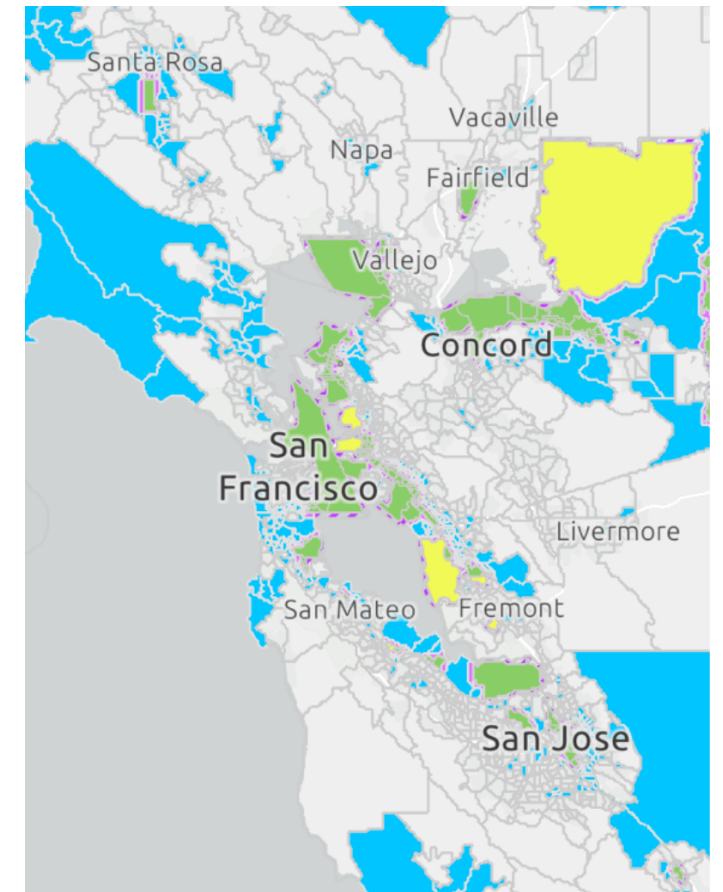 Santa Rosa
Vacaville
Napa
Fairfield
Vallejo
Concord
San
Francisco
Livermore
San Mateo
Fremont
San Jose